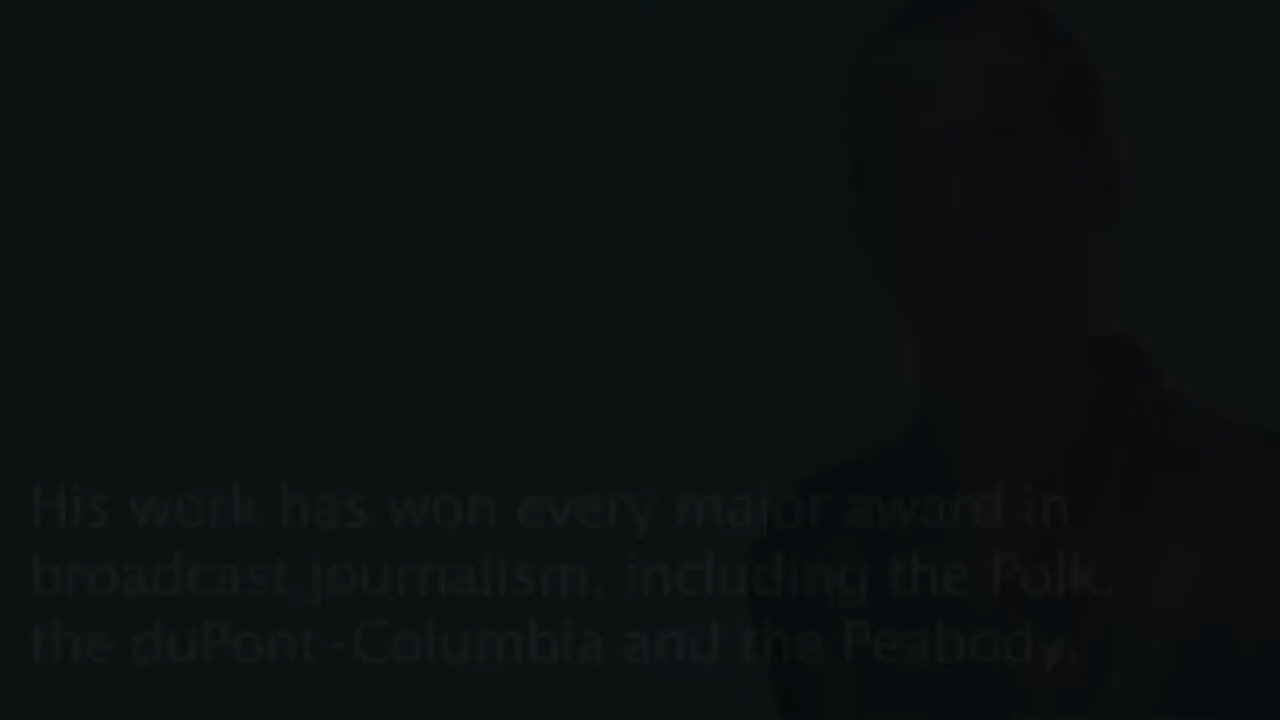 His work has won every major award in
broadcast journalism, including the Polk,
the duPont-Columbia and the Peabody.